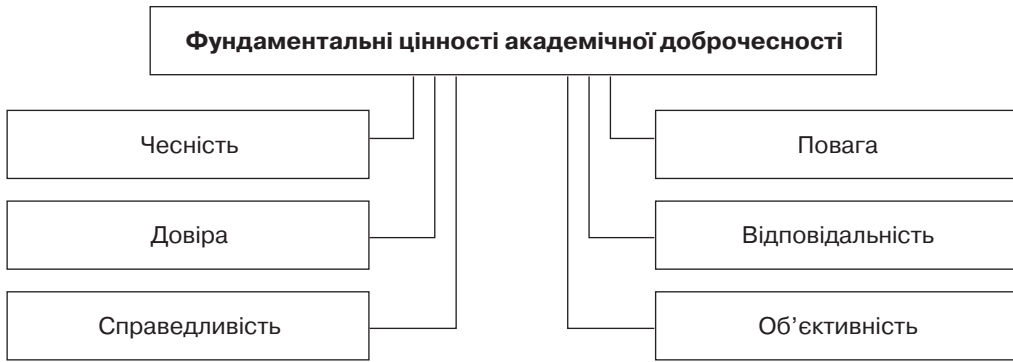 Фундаментальні цінності академічної доброчесності
Чесність
Повага
Довіра
Відповідальність
Справедливість
Об’єктивність